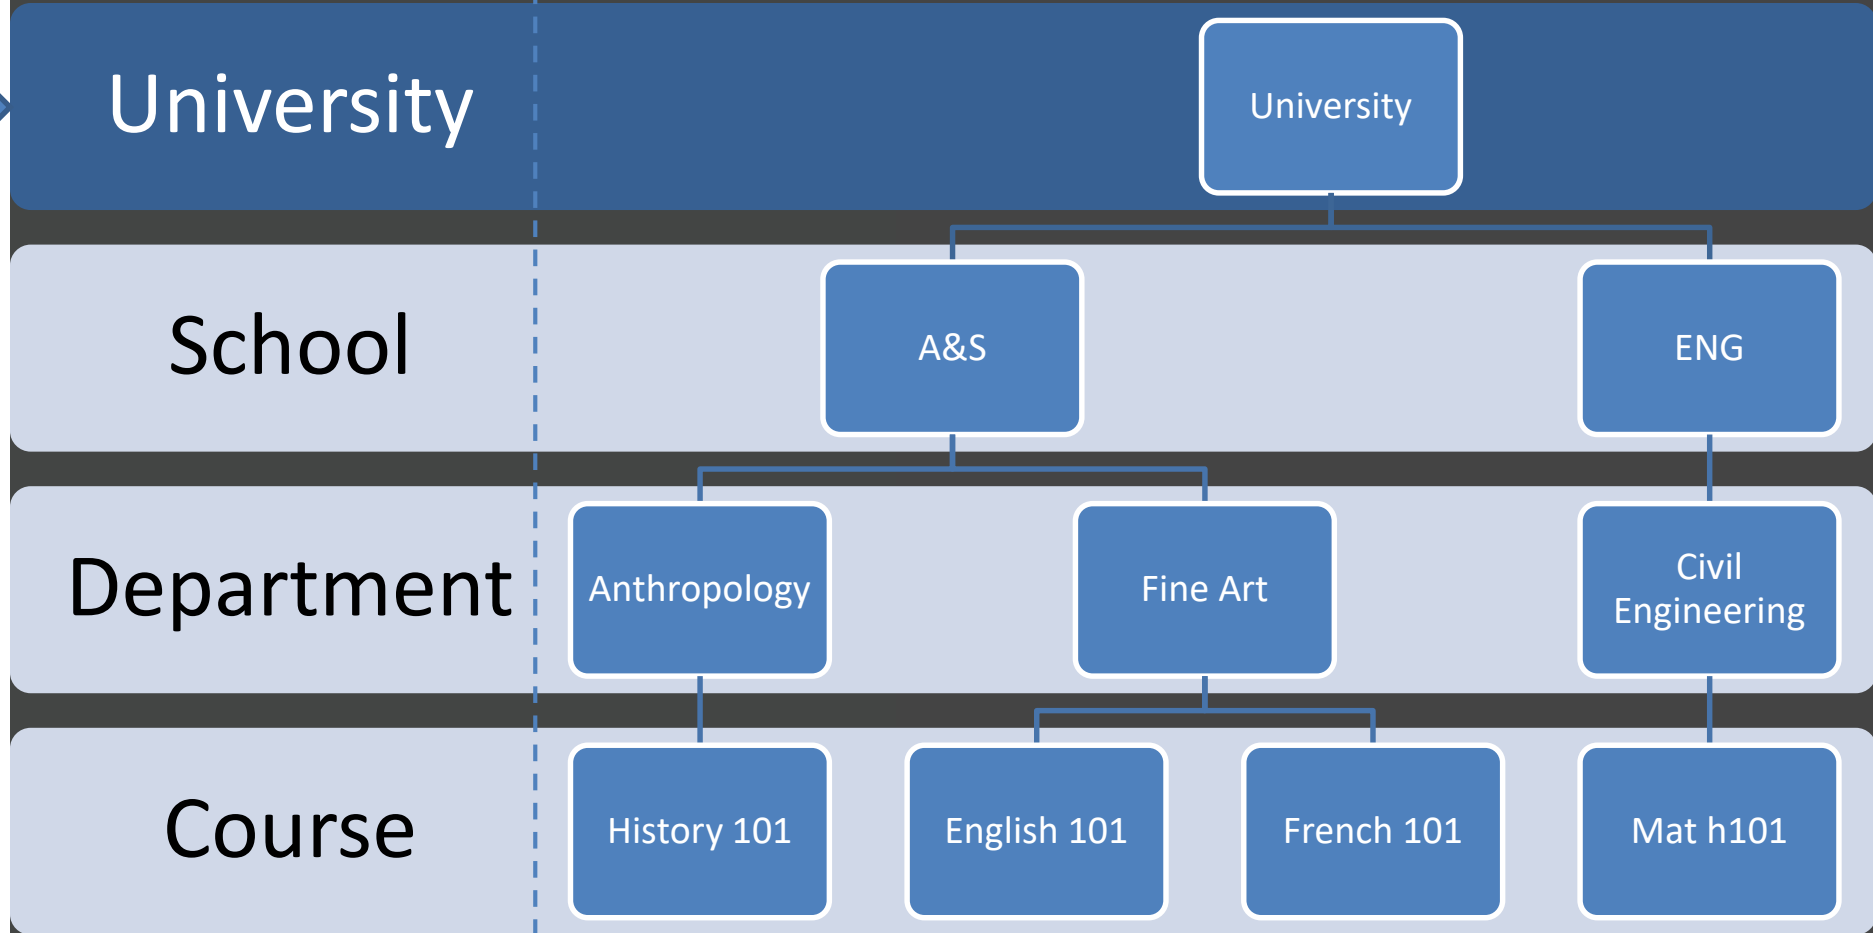 University
University
School
A&S
ENG
Department
Anthropology
Fine Art
Civil
Engineering
Course
History 101
English 101
French 101
Mat h101